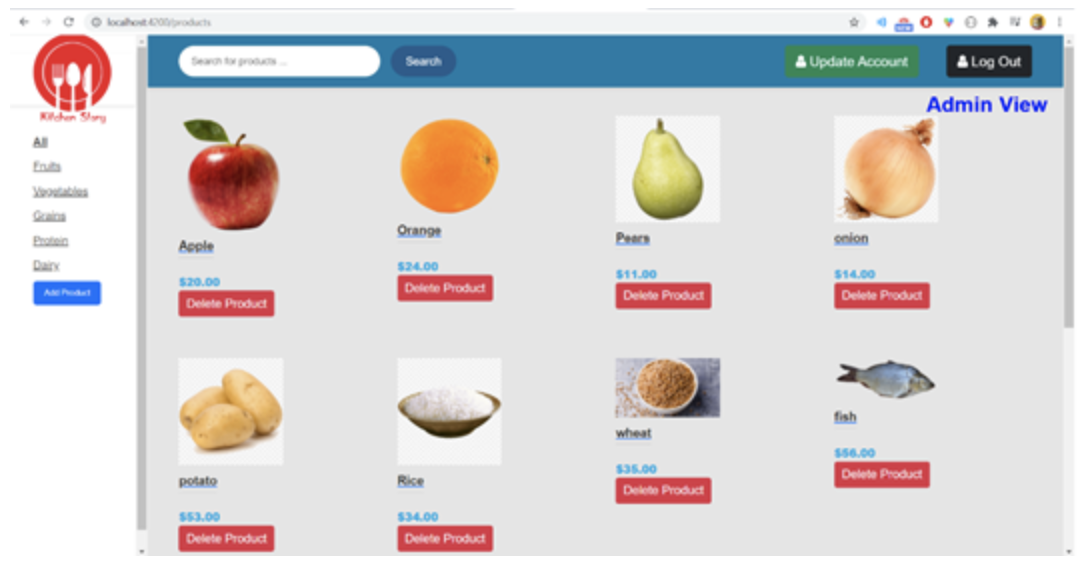 localhost:4200/products
Search for products ...
Search
Update Account
Log Out
Admin View
Kitchen Story
All
Fruits
Vegetables
Grains
Protein
Dairy
Add Product
Apple
$20.00
Delete Product
Orange
$24.00
Delete Product
Pears
$11.00
Delete Product
onion
$14.00
Delete Product
potato
$53.00
Delete Product
Rice
$34.00
Delete Product
wheat
$35.00
Delete Product
fish
$56.00
Delete Product